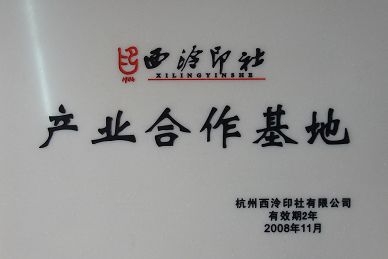 西泠印社
XILINGYINSHE
1904
产业合作基地
杭州西泠印社有限公司
有效期2年
2008年11月